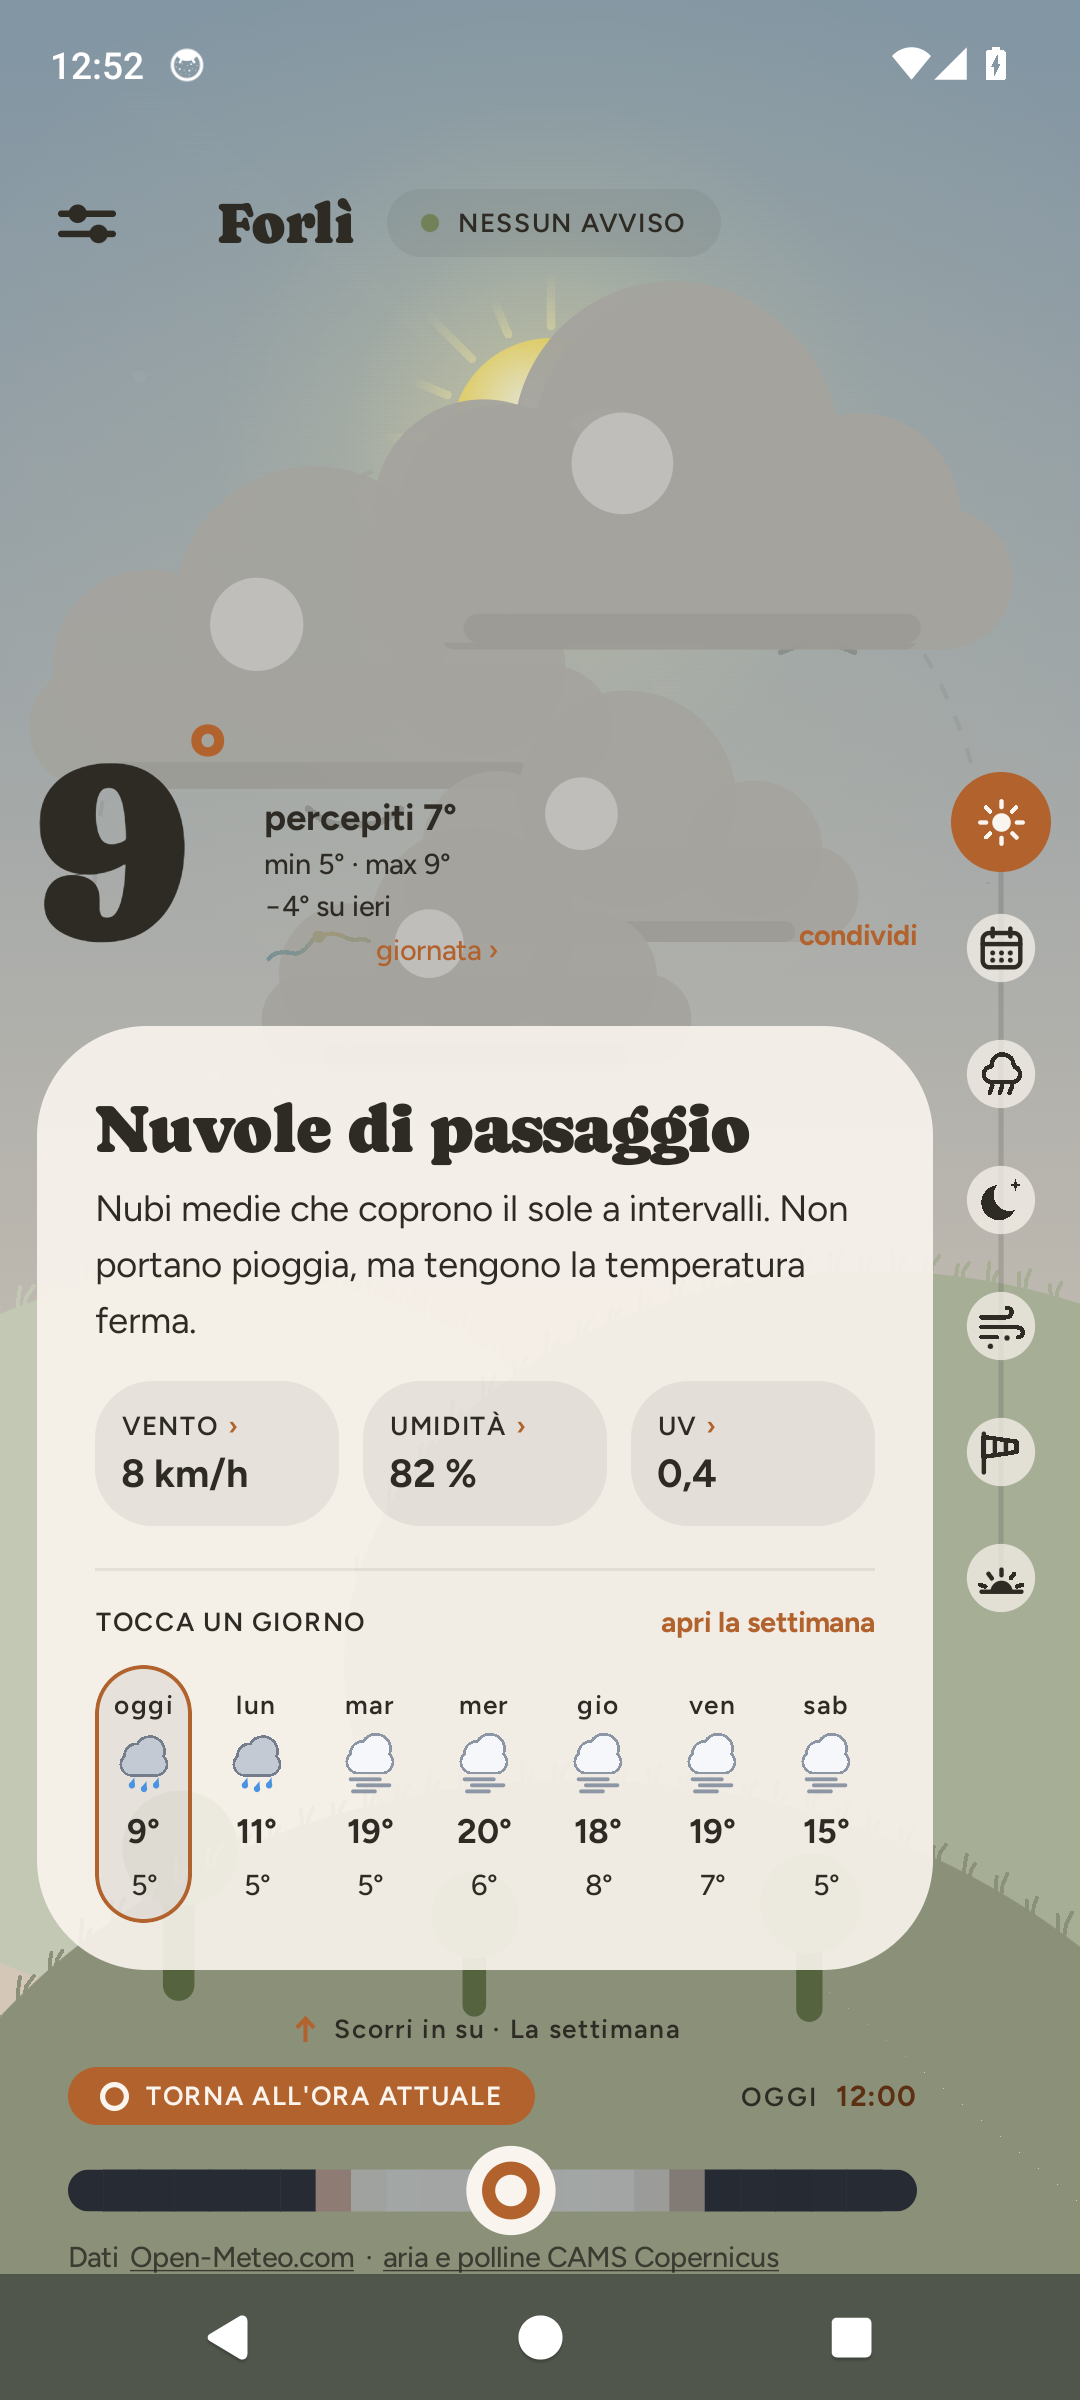 12:52
Forlì
NESSUN AVVISO
9°
percepiti 7°
min 5° · max 9°
−4° su ieri
giornata ›
condividi
Nuvole di passaggio
Nubi medie che coprono il sole a intervalli. Non
portano pioggia, ma tengono la temperatura
ferma.
VENTO ›
UMIDITÀ ›
UV ›
8 km/h
82 %
0,4
TOCCA UN GIORNO
apri la settimana
oggi lun mar mer gio ven sab
9° 11° 19° 20° 18° 19° 15°
5° 5° 5° 6° 8° 7° 5°
↑ Scorri in su · La settimana
TORNA ALL'ORA ATTUALE
OGGI 12:00
Dati Open-Meteo.com · aria e polline CAMS Copernicus